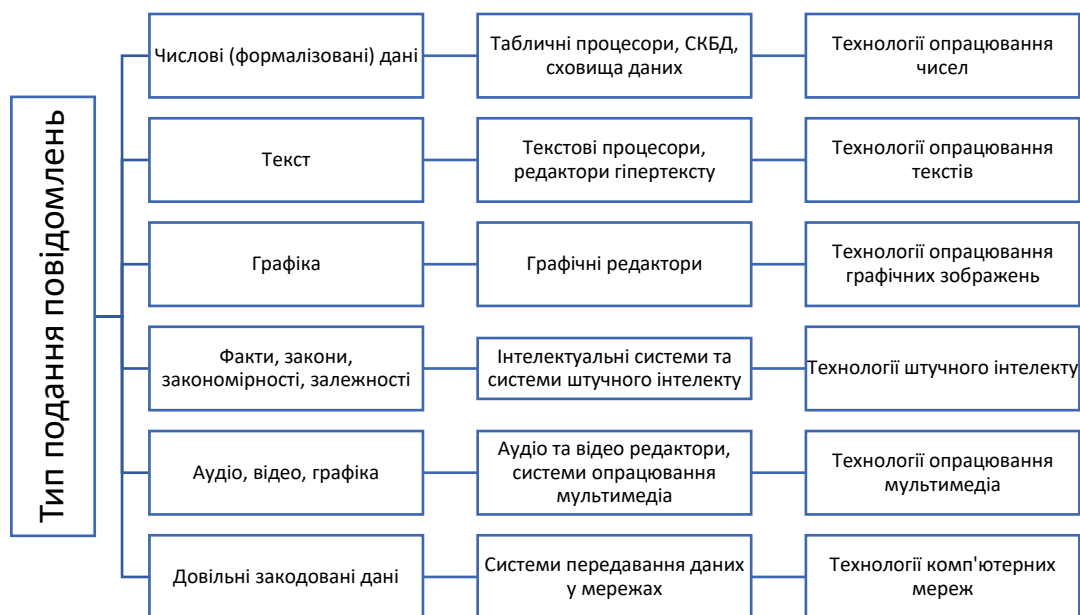 Тип подання повідомлень
Числові (формалізовані) дані
Табличні процесори, СКБД,
сховища даних
Технології опрацювання
чисел
Текст
Текстові процесори,
редактори гіпертексту
Технології опрацювання
текстів
Графіка
Графічні редактори
Технології опрацювання
графічних зображень
Факти, закони,
закономірності, залежності
Інтелектуальні системи та
системи штучного інтелекту
Технології штучного інтелекту
Аудіо, відео, графіка
Аудіо та відео редактори,
системи опрацювання
мультимедіа
Технології опрацювання
мультимедіа
Довільні закодовані дані
Системи передавання даних
у мережах
Технології комп'ютерних
мереж